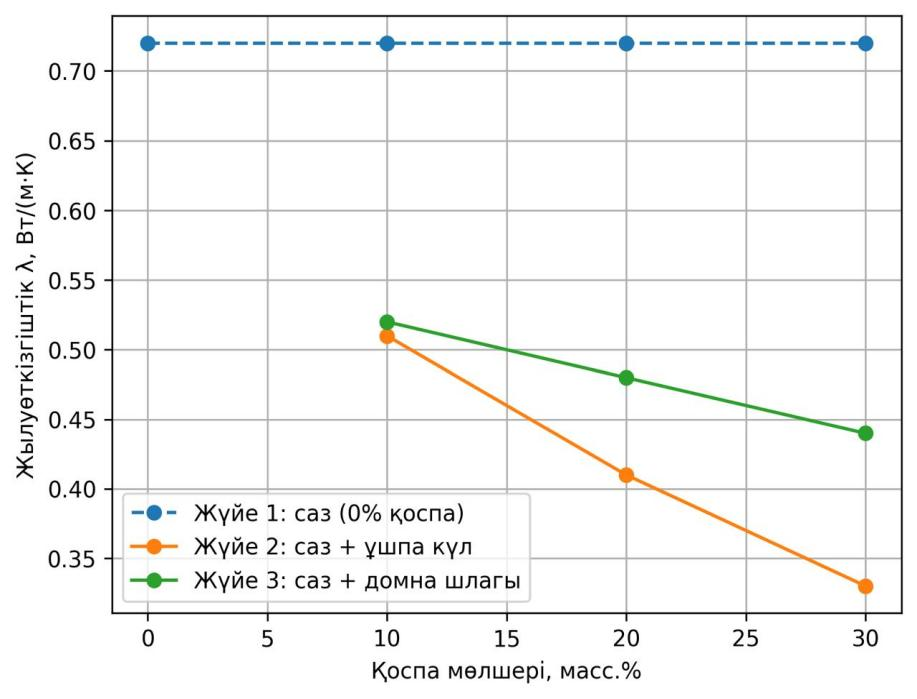 Жылуөткізгіштік λ, Вт/(м·К)
0.70
0.65
0.60
0.55
0.50
0.45
0.40
0.35
Жүйе 1: саз (0% қоспа)
Жүйе 2: саз + ұшпа күл
Жүйе 3: саз + домна шлагы
0 5 10 15 20 25 30
Қоспа мөлшері, масс.%